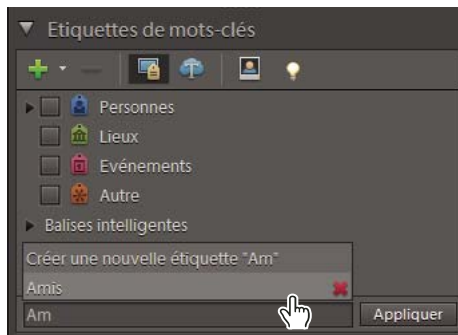 Etiquettes de mots-clés
Personnes
Lieux
Evénements
Autre
Balises intelligentes
Créer une nouvelle étiquette "Am"
Amis
Am Appliquer